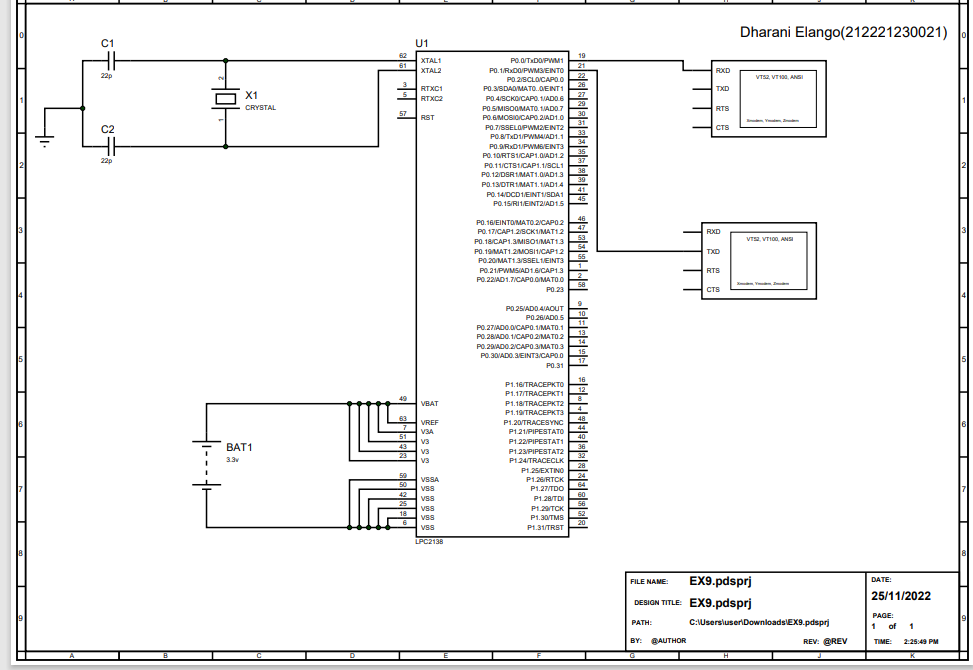 Dharani Elango(212221230021)
C1
22p
C2
22p
X1
CRYSTAL
2
1
U1
62 XTAL1
61 XTAL2
3 RTXC1
5 RTXC2
57 RST
49 VBAT
63 VREF
7 V3A
51 V3
43 V3
23 V3
59 VSSA
50 VSS
42 VSS
25 VSS
18 VSS
6 VSS
P0.0/TxD0/PWM1 19
P0.1/RxD0/PWM3/EINT0 21
P0.2/SCL0/CAP0.0 22
P0.3/SDA0/MAT0..0/EINT1 26
P0.4/SCK0/CAP0.1/AD0.6 27
P0.5/MISO0/MAT0.1/AD0.7 29
P0.6/MOSI0/CAP0.2/AD1.0 30
P0.7/SSEL0/PWM2/EINT2 31
P0.8/TxD1/PWM4/AD1.1 33
P0.9/RxD1/PWM6/EINT3 34
P0.10/RTS1/CAP1.0/AD1.2 35
P0.11/CTS1/CAP1.1/SCL1 37
P0.12/DSR1/MAT1.0/AD1.3 38
P0.13/DTR1/MAT1.1/AD1.4 39
P0.14/DCD1/EINT1/SDA1 41
P0.15/RI1/EINT2/AD1.5 45
P0.16/EINT0/MAT0.2/CAP0.2 46
P0.17/CAP1.2/SCK1/MAT1.2 47
P0.18/CAP1.3/MISO1/MAT1.3 53
P0.19/MAT1.2/MOSI1/CAP1.2 54
P0.20/MAT1.3/SSEL1/EINT3 55
P0.21/PWM5/AD1.6/CAP1.3 1
P0.22/AD1.7/CAP0.0/MAT0.0 2
P0.23 58
P0.25/AD0.4/AOUT 9
P0.26/AD0.5 10
P0.27/AD0.0/CAP0.1/MAT0.1 11
P0.28/AD0.1/CAP0.2/MAT0.2 13
P0.29/AD0.2/CAP0.3/MAT0.3 14
P0.30/AD0.3/EINT3/CAP0.0 15
P0.31 17
P1.16/TRACEPKT0 16
P1.17/TRACEPKT1 12
P1.18/TRACEPKT2 8
P1.19/TRACEPKT3 4
P1.20/TRACESYNC 48
P1.21/PIPESTAT0 44
P1.22/PIPESTAT1 40
P1.23/PIPESTAT2 36
P1.24/TRACECLK 32
P1.25/EXTIN0 28
P1.26/RTCK 24
P1.27/TDO 64
P1.28/TDI 60
P1.29/TCK 56
P1.30/TMS 52
P1.31/TRST 20
LPC2138
BAT1
3.3v
RXD
TXD
RTS
CTS
VT52, VT100, ANSI
Xmodem, Ymodem, Zmodem
RXD
TXD
RTS
CTS
VT52, VT100, ANSI
Xmodem, Ymodem, Zmodem
0
1
2
3
4
5
6
7
8
9
0
1
2
3
4
5
6
7
8
9
FILE NAME: EX9.pdsprj
DESIGN TITLE: EX9.pdsprj
PATH: C:\Users\user\Downloads\EX9.pdsprj
BY: @AUTHOR REV: @REV
DATE:
25/11/2022
PAGE:
1 of 1
TIME: 2:25:49 PM
A B C D E F G H J K